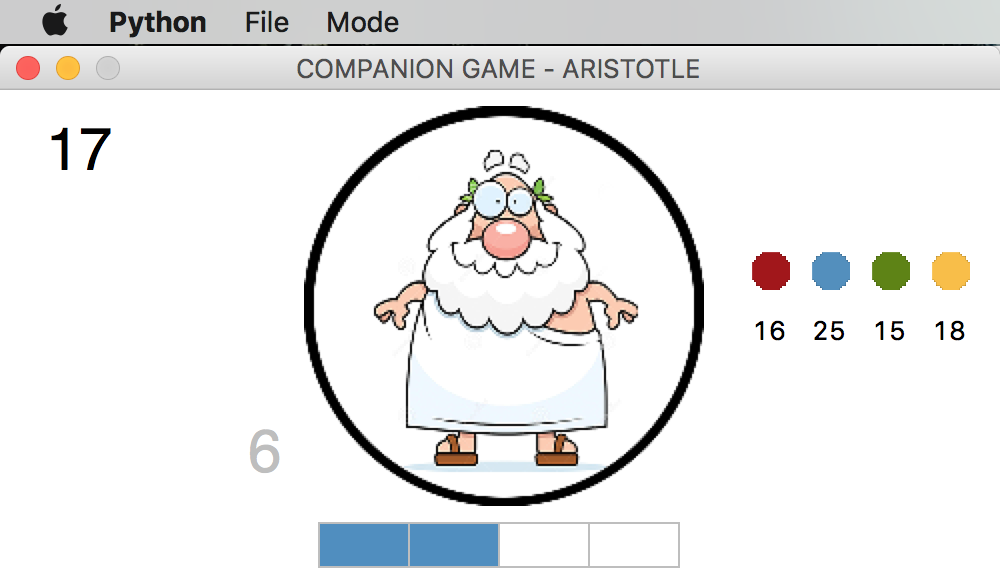 Python File Mode
COMPANION GAME - ARISTOTLE
17
16 25 15 18
6